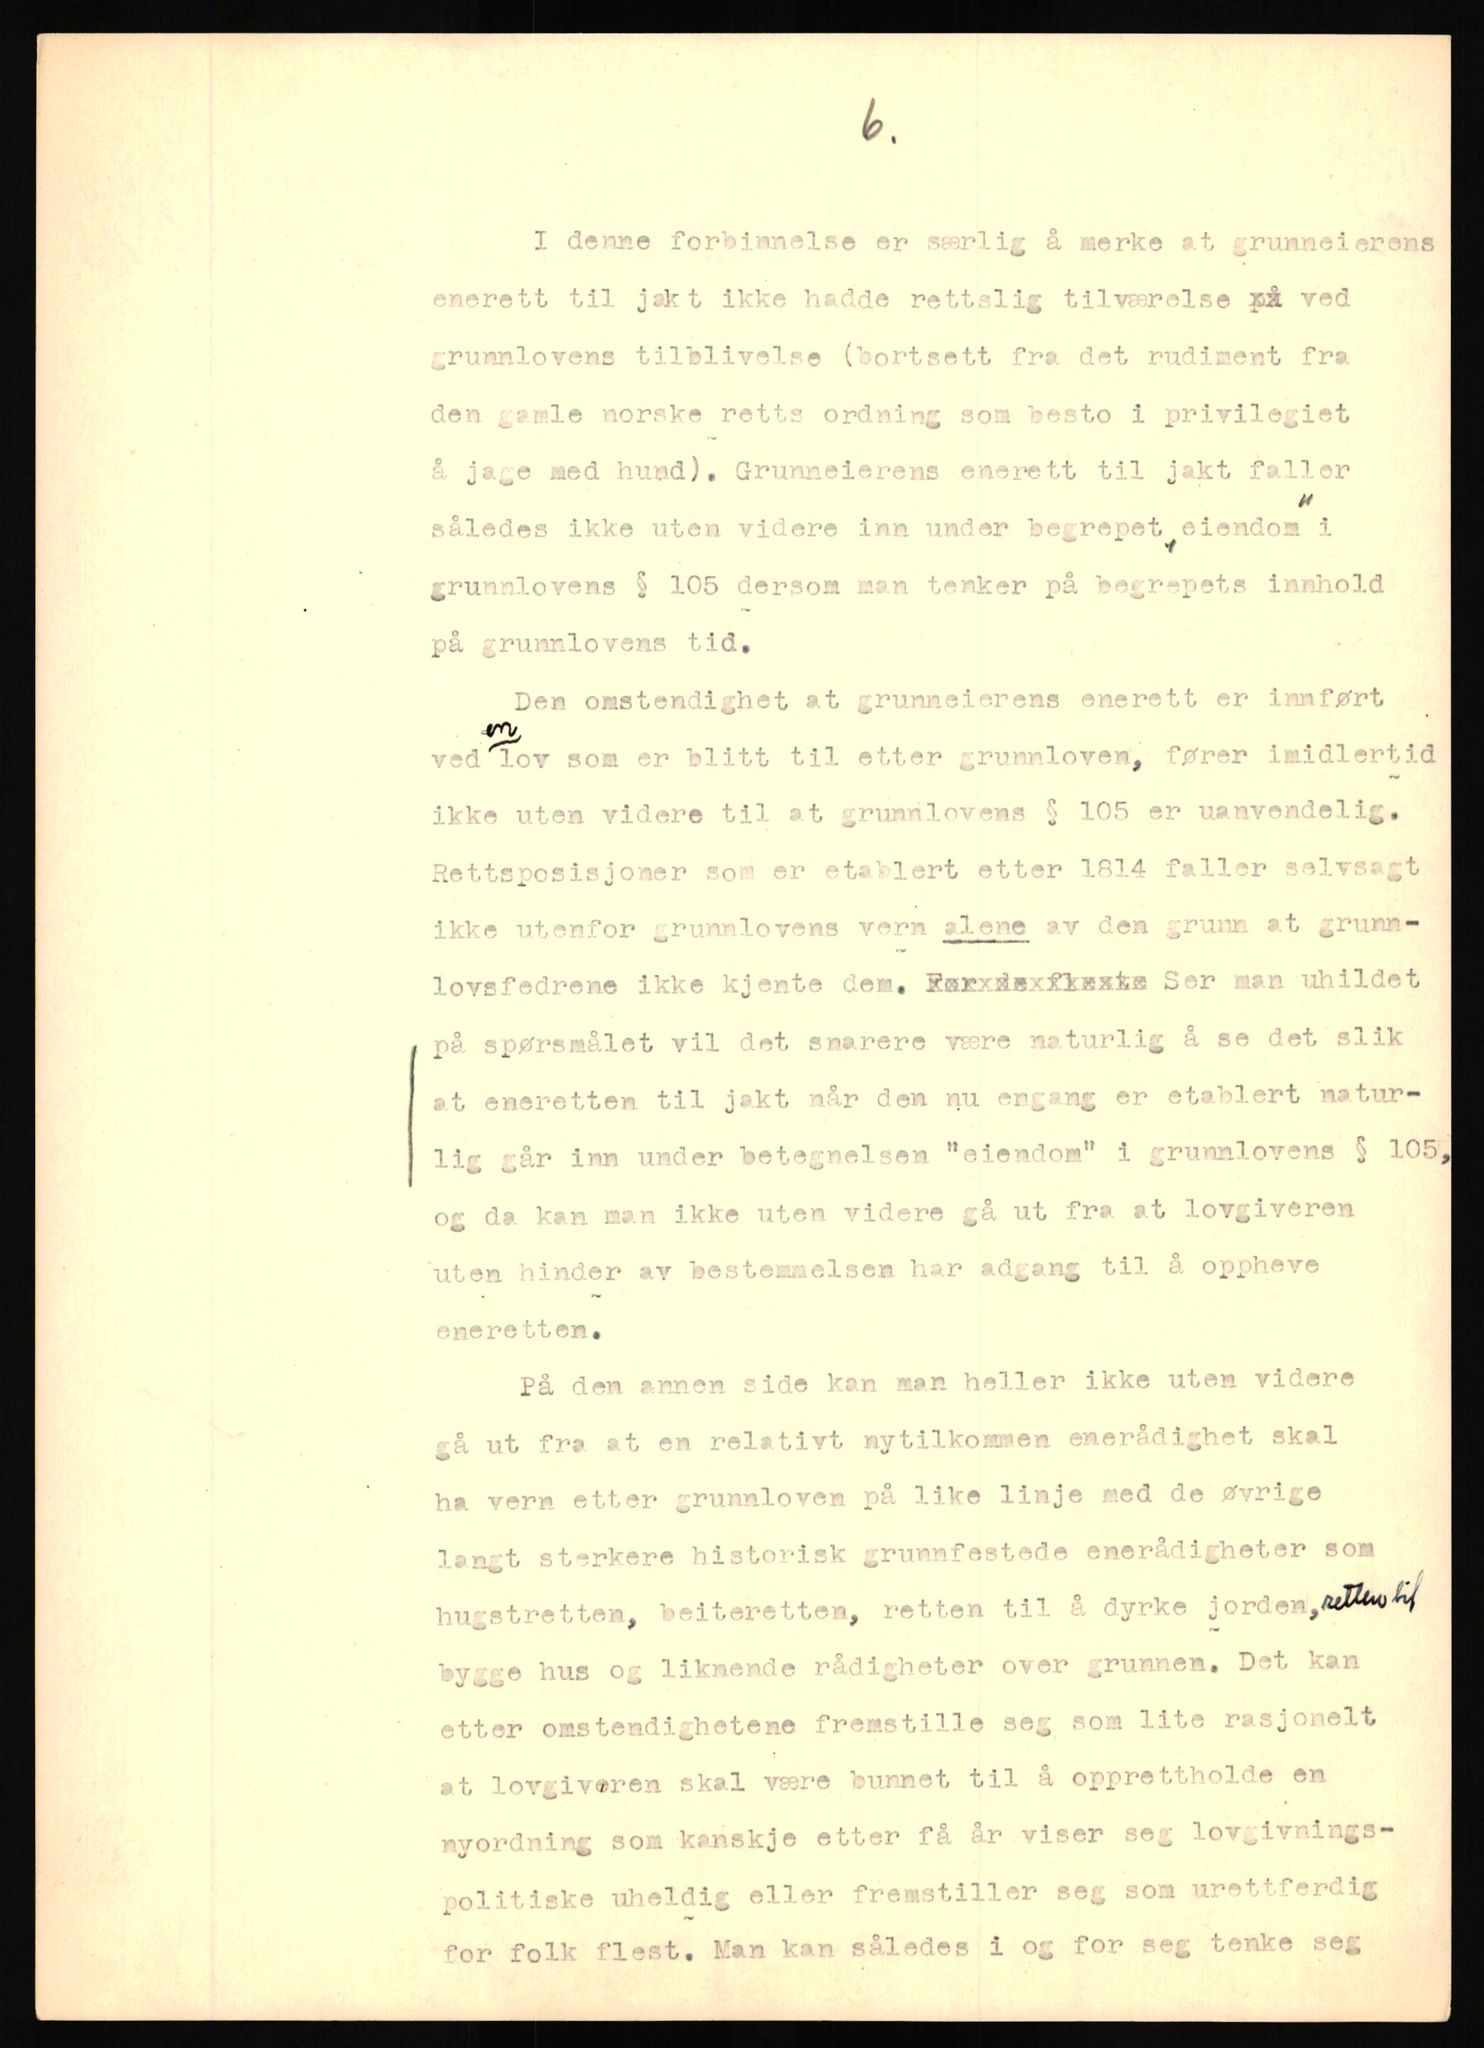 6.
I denne forbinnelse er særlig å merke at grunneierens
enerett til jakt ikke hadde rettslig tilværelse på ved
grunnlovens tilblivelse (bortsett fra det rudiment fra
den gamle norske retts ordning som besto i privilegiet
å jage med hund). Grunneierens enerett til jakt faller
således ikke uten videre inn under begrepet „eiendom" i
grunnlovens § 105 dersom man tenker på begrepets innhold
på grunnlovens tid.
Den omstendighet at grunneierens enerett er innført
ved en lov som er blitt til etter grunnloven, fører imidlertid
ikke uten videre til at grunnlovens § 105 er uanvendelig.
Rettsposisjoner som er etablert etter 1814 faller selvsagt
ikke utenfor grunnlovens vern alene av den grunn at grunn-
lovsfedrene ikke kjente dem. For de fleste Ser man uhildet
på spørsmålet vil det snarere være naturlig å se det slik
at eneretten til jakt når den nu engang er etablert natur-
lig går inn under betegnelsen "eiendom" i grunnlovens § 105,
og da kan man ikke uten videre gå ut fra at lovgiveren
uten hinder av bestemmelsen har adgang til å oppheve
eneretten.
På den annen side kan man heller ikke uten videre
gå ut fra at en relativt nytilkommen enerådighet skal
ha vern etter grunnloven på like linje med de øvrige
langt sterkere historisk grunnfestede enerådigheter som
hugstretten, beiteretten, retten til å dyrke jorden, retten til
bygge hus og liknende rådigheter over grunnen. Det kan
etter omstendighetene fremstille seg som lite rasjonelt
at lovgiveren skal være bunnet til å opprettholde en
nyordning som kanskje etter få år viser seg lovgivnings-
politiske uheldig eller fremstiller seg som urettferdig
for folk flest. Man kan således i og for seg tenke seg